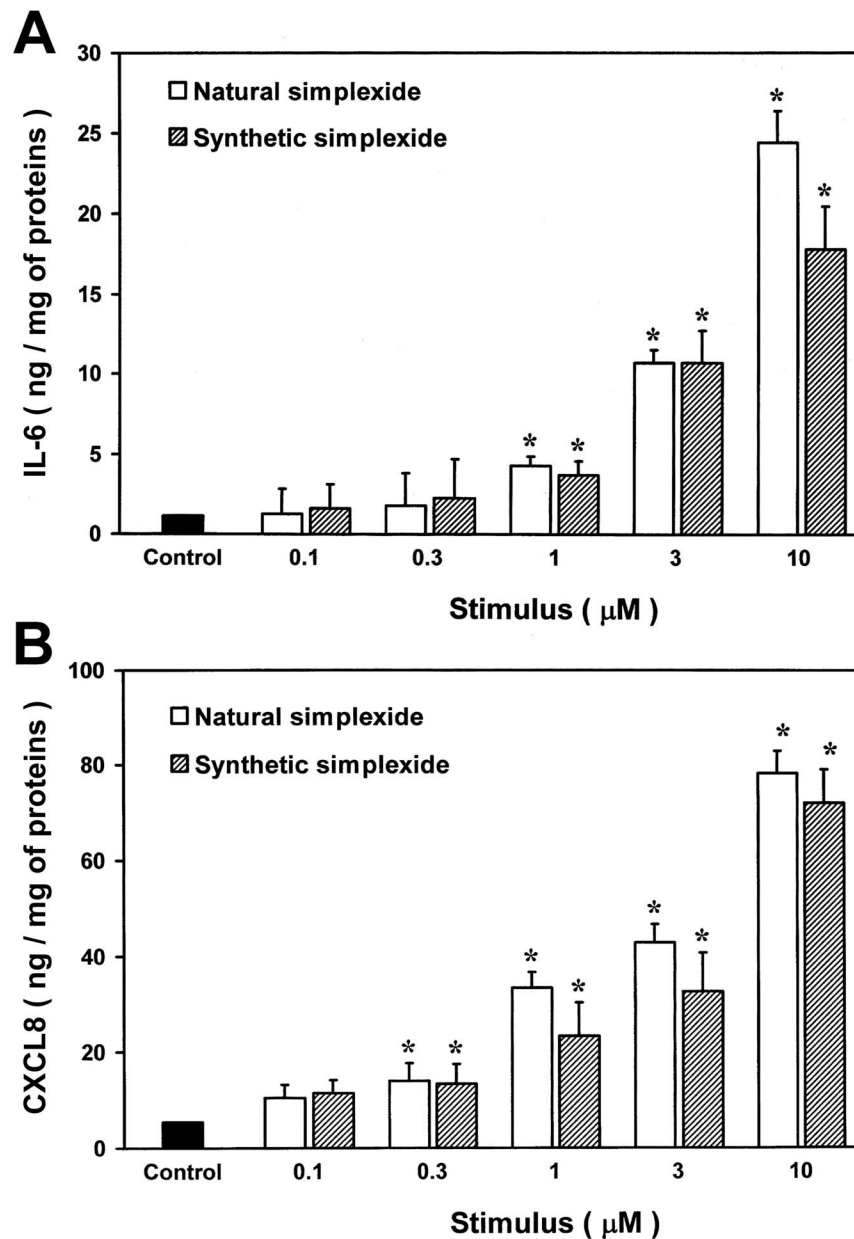 A
30
25
20
15
10
5
0
IL-6 ( ng / mg of proteins )
Natural simplexide
Synthetic simplexide
* * * * * *
Control 0.1 0.3 1 3 10
Stimulus ( μM )
B
100
80
60
40
20
0
CXCL8 ( ng / mg of proteins )
Natural simplexide
Synthetic simplexide
* * * * * * * *
Control 0.1 0.3 1 3 10
Stimulus ( μM )